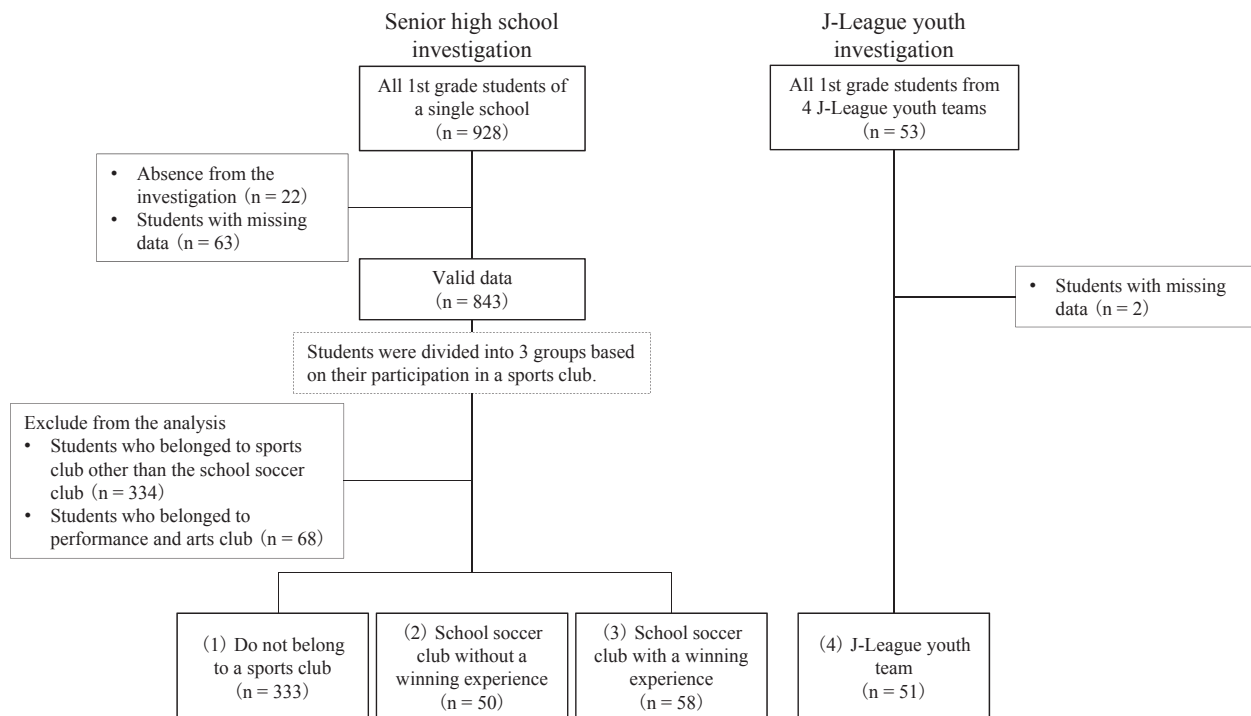 Senior high school
investigation
All 1st grade students of
a single school
(n = 928)
• Absence from the
investigation (n = 22)
• Students with missing
data (n = 63)
Valid data
(n = 843)
Students were divided into 3 groups based
on their participation in a sports club.
Exclude from the analysis
• Students who belonged to sports
club other than the school soccer
club (n = 334)
• Students who belonged to
performance and arts club (n = 68)
(1) Do not belong
to a sports club
(n = 333)
(2) School soccer
club without a
winning experience
(n = 50)
(3) School soccer
club with a winning
experience
(n = 58)
J-League youth
investigation
All 1st grade students from
4 J-League youth teams
(n = 53)
• Students with missing
data (n = 2)
(4) J-League youth
team
(n = 51)